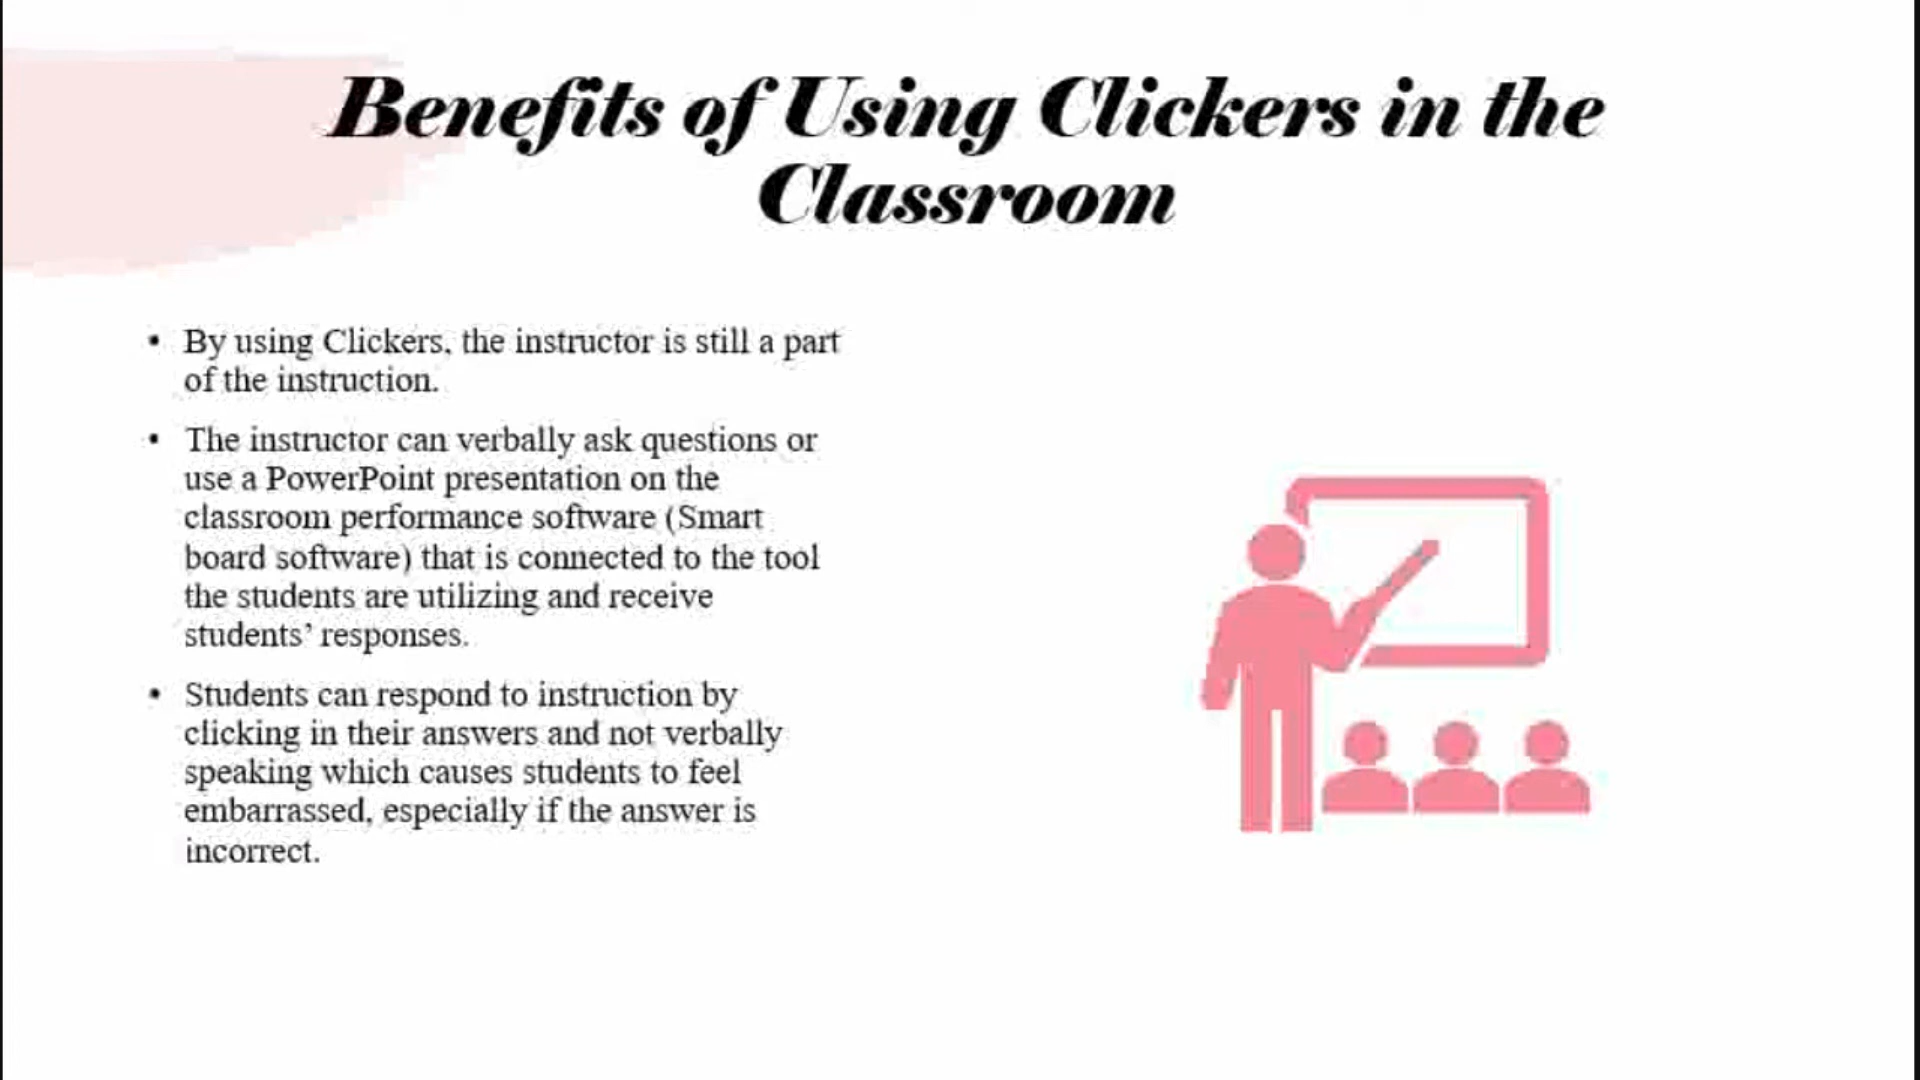 Benefits of Using Clickers in the
Classroom
• By using Clickers, the instructor is still a part
of the instruction.
• The instructor can verbally ask questions or
use a PowerPoint presentation on the
classroom performance software (Smart
board software) that is connected to the tool
the students are utilizing and receive
students’ responses.
• Students can respond to instruction by
clicking in their answers and not verbally
speaking which causes students to feel
embarrassed, especially if the answer is
incorrect.